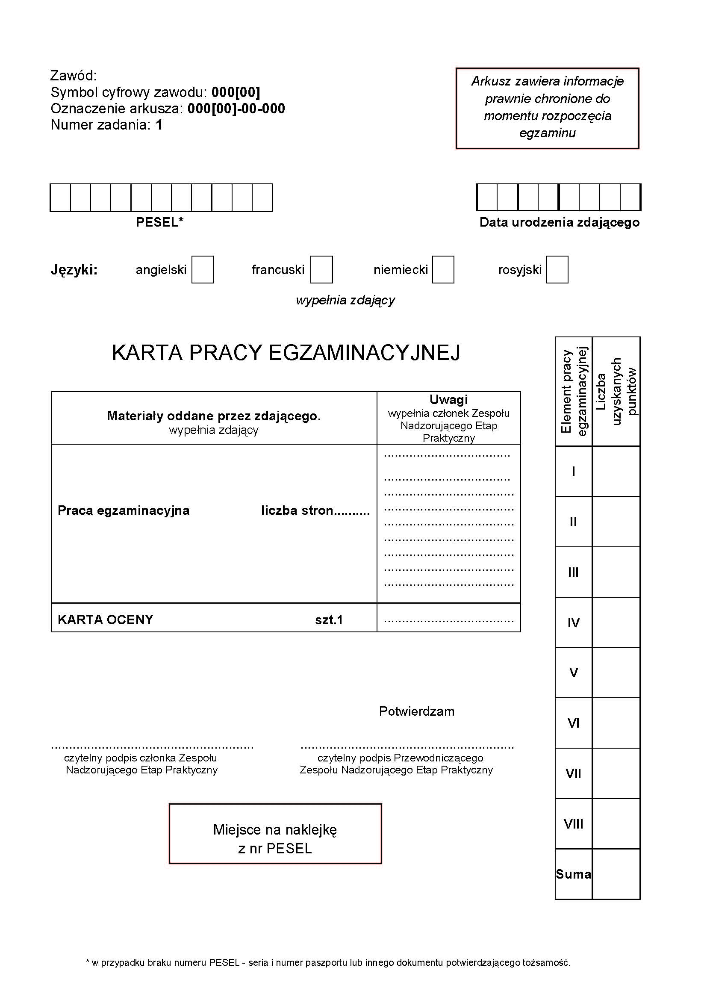 Zawód:
Symbol cyfrowy zawodu: 000[00]
Oznaczenie arkusza: 000[00]-00-000
Numer zadania: 1
Arkusz zawiera informacje
prawnie chronione do
momentu rozpoczęcia
egzaminu
PESEL*
Data urodzenia zdającego
Języki: angielski francuski niemiecki rosyjski
wypełnia zdający
KARTA PRACY EGZAMINACYJNEJ
Materiały oddane przez zdającego.
wypełnia zdający
Uwagi
wypełnia członek Zespołu
Nadzorującego Etap
Praktyczny
..................................
..................................
...................................
...................................
Praca egzaminacyjna liczba stron..........
...................................
...................................
...................................
...................................
...................................
KARTA OCENY szt.1 ...................................
Element pracy
egzaminacyjnej
Liczba
uzyskanych
punktów
I
II
III
IV
V
VI
VII
VIII
Suma
Potwierdzam
........................................................
czytelny podpis członka Zespołu
Nadzorującego Etap Praktyczny
...........................................................
czytelny podpis Przewodniczącego
Zespołu Nadzorującego Etap Praktyczny
Miejsce na naklejkę
z nr PESEL
* w przypadku braku numeru PESEL - seria i numer paszportu lub innego dokumentu potwierdzającego tożsamość.